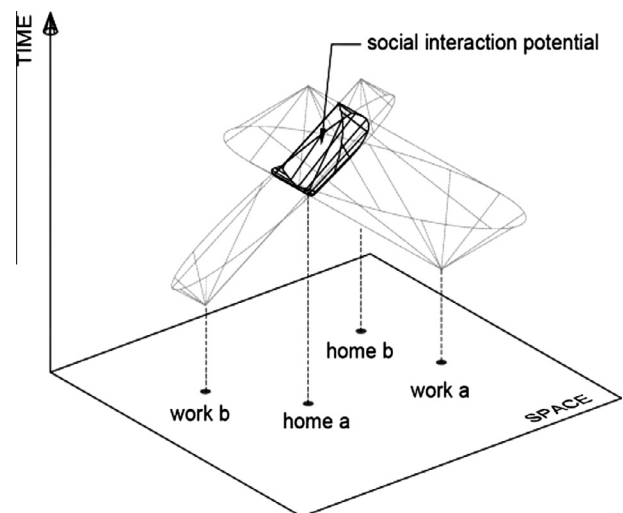 TIME
social interaction potential
home b
work a
work b
home a
SPACE